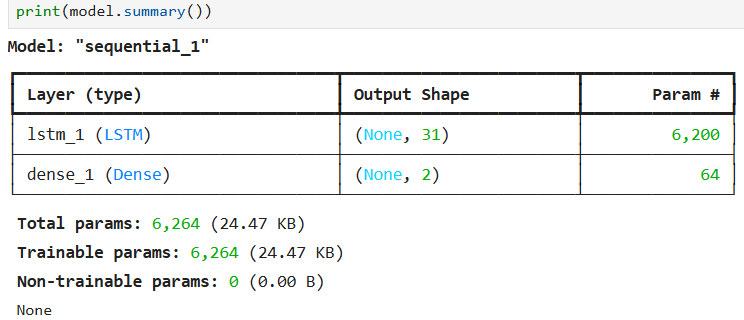 print(model.summary())
Model: "sequential_1"
Layer (type) Output Shape Param #
lstm_1 (LSTM) (None, 31) 6,200
dense_1 (Dense) (None, 2) 64
Total params: 6,264 (24.47 KB)
Trainable params: 6,264 (24.47 KB)
Non-trainable params: 0 (0.00 B)
None